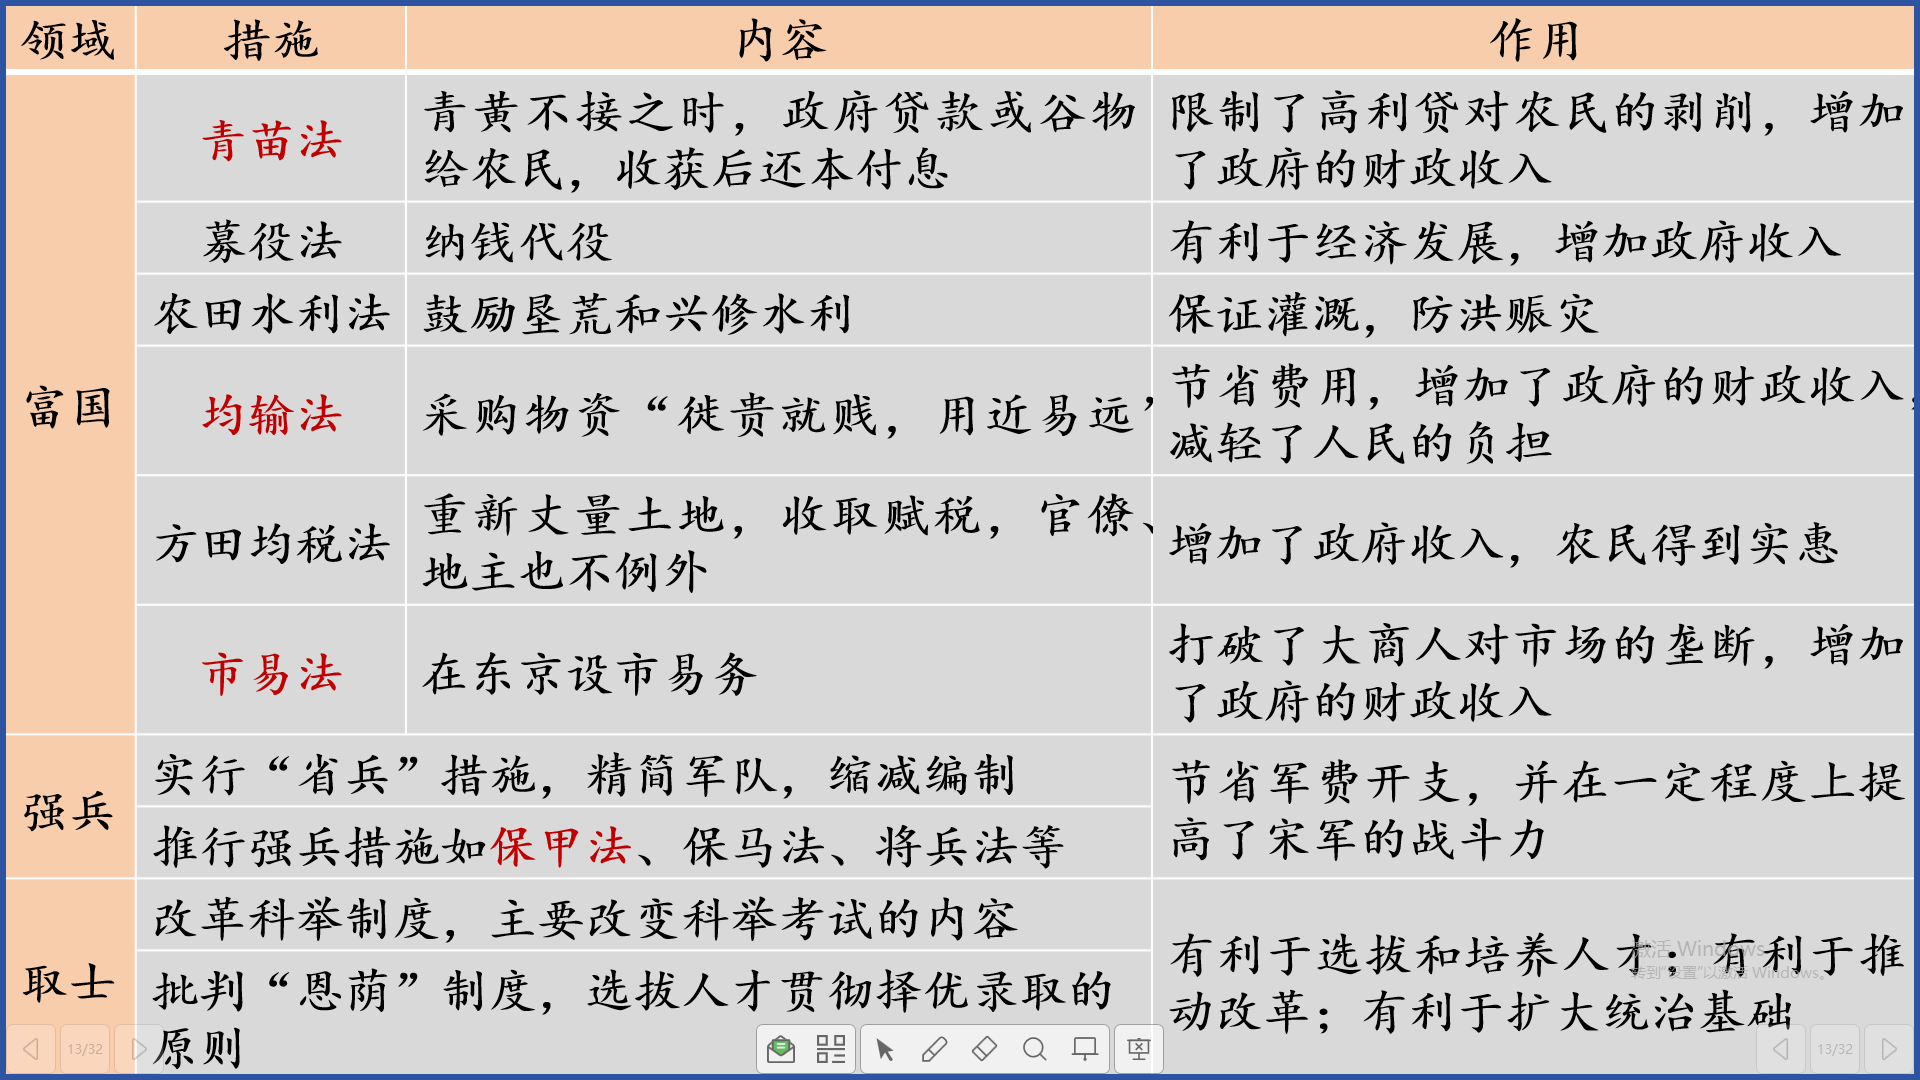 领域 措施 内容 作用
富国
青苗法
青黄不接之时，政府贷款或谷物
给农民，收获后还本付息
限制了高利贷对农民的剥削，增加
了政府的财政收入
募役法
纳钱代役
有利于经济发展，增加政府收入
农田水利法
鼓励垦荒和兴修水利
保证灌溉，防洪赈灾
均输法
采购物资“徙贵就贱，用近易远”
节省费用，增加了政府的财政收入，
减轻了人民的负担
方田均税法
重新丈量土地，收取赋税，官僚、
地主也不例外
增加了政府收入，农民得到实惠
市易法
在东京设市易务
打破了大商人对市场的垄断，增加
了政府的财政收入
强兵
实行“省兵”措施，精简军队，缩减编制
推行强兵措施如保甲法、保马法、将兵法等
节省军费开支，并在一定程度上提
高了宋军的战斗力
取士
改革科举制度，主要改变科举考试的内容
批判“恩荫”制度，选拔人才贯彻择优录取的
原则
有利于选拔和培养人才；有利于推
动改革；有利于扩大统治基础
激活 Windows
转到“设置”以激活 Windows。
13/32
13/32